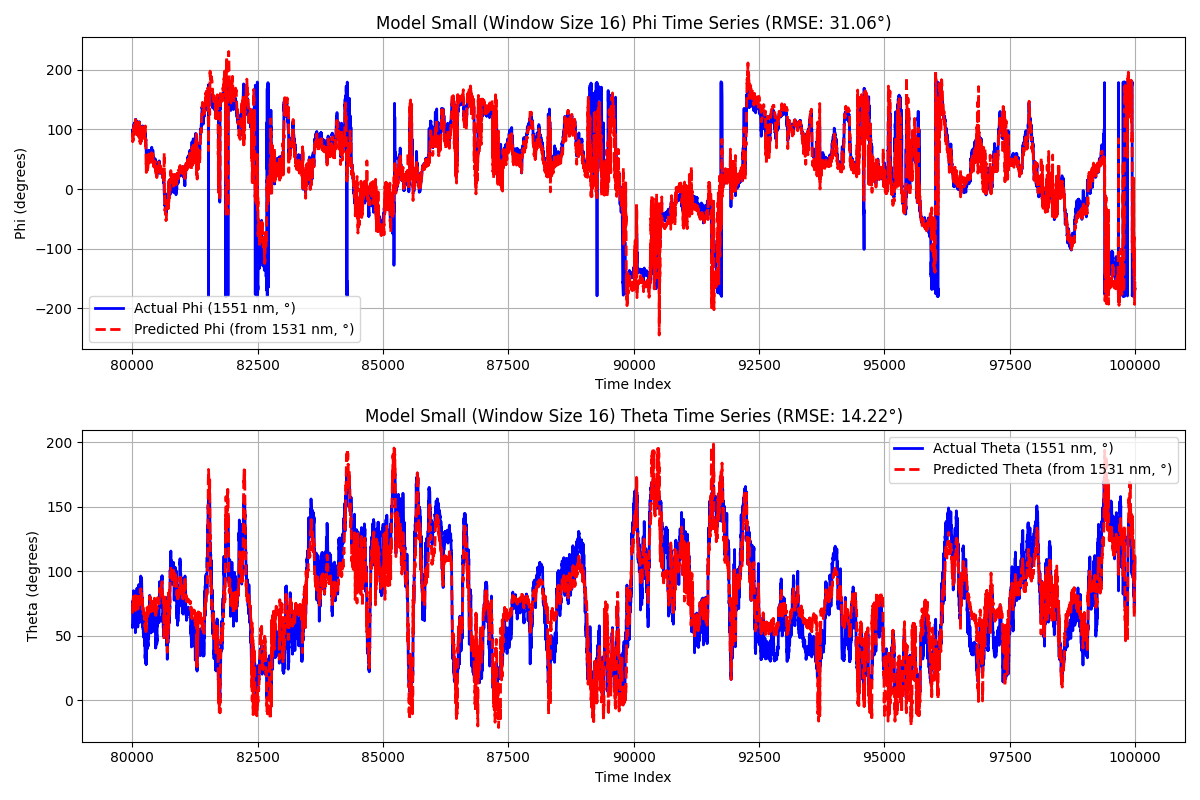 Model Small (Window Size 16) Phi Time Series (RMSE: 31.06°)
Phi (degrees)
200
100
0
−100
−200
Actual Phi (1551 nm, °)
Predicted Phi (from 1531 nm, °)
80000 82500 85000 87500 90000 92500 95000 97500 100000
Time Index
Model Small (Window Size 16) Theta Time Series (RMSE: 14.22°)
Theta (degrees)
200
150
100
50
0
Actual Theta (1551 nm, °)
Predicted Theta (from 1531 nm, °)
80000 82500 85000 87500 90000 92500 95000 97500 100000
Time Index